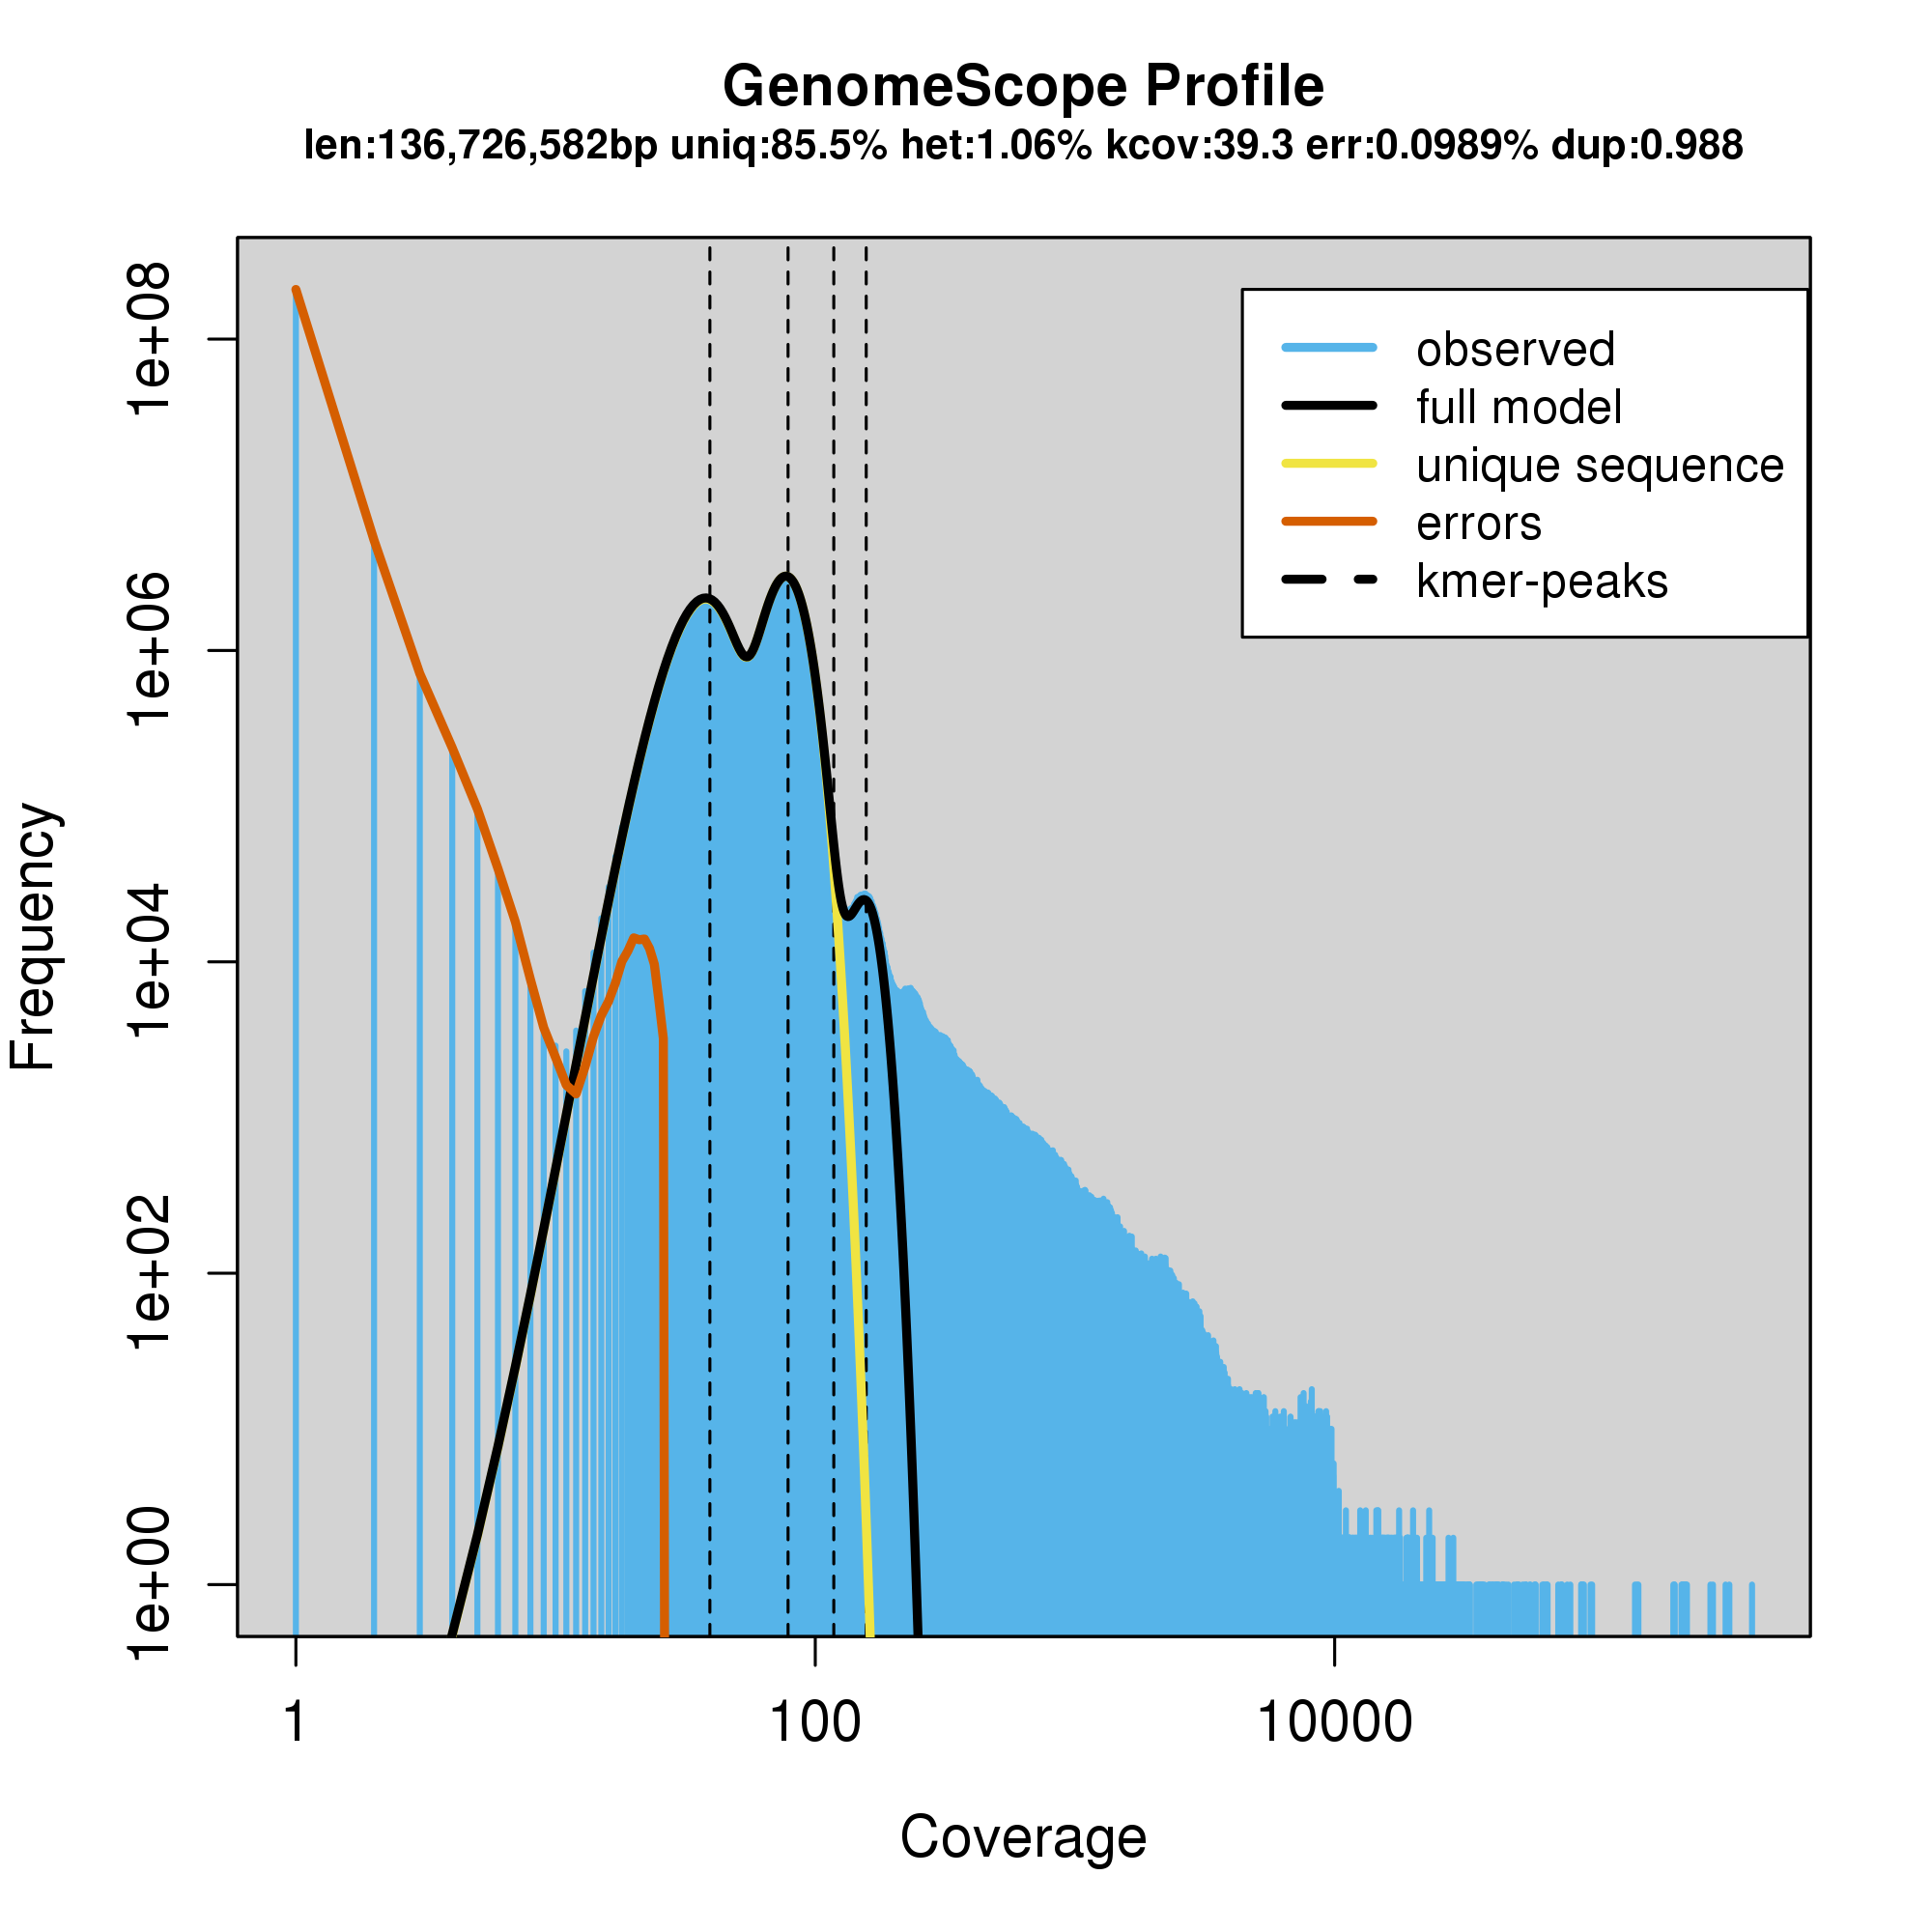 GenomeScope Profile
len:136,726,582bp uniq:85.5% het:1.06% kcov:39.3 err:0.0989% dup:0.988
observed
full model
unique sequence
errors
kmer-peaks
Frequency
1e+08
1e+06
1e+04
1e+02
1e+00
1
100
10000
Coverage